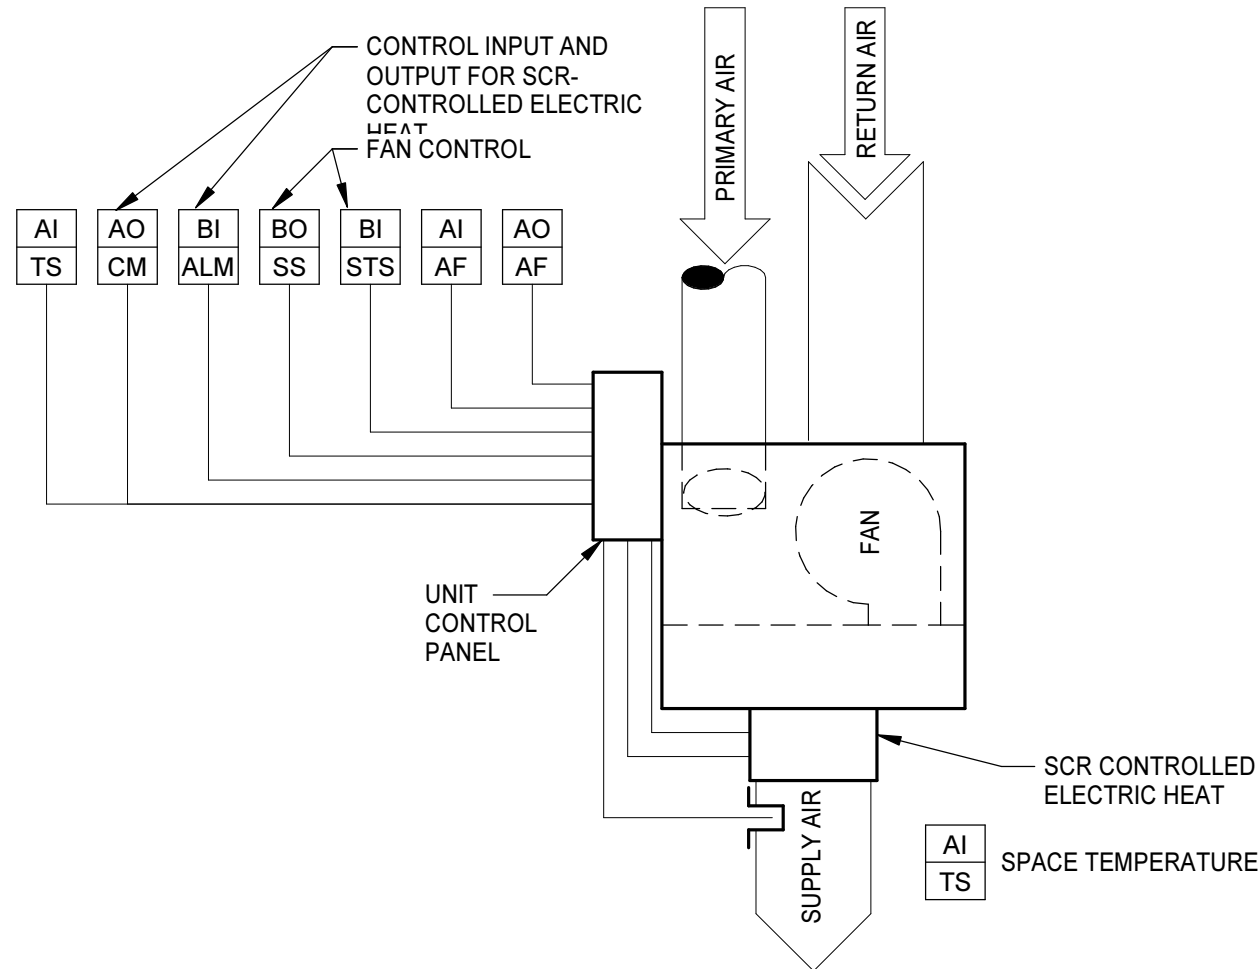 CONTROL INPUT AND
OUTPUT FOR SCR-
CONTROLLED ELECTRIC
HEAT
FAN CONTROL
PRIMARY AIR
RETURN AIR
AI AO BI BO BI AI AO
TS CM ALM SS STS AF AF
FAN
UNIT
CONTROL
PANEL
SCR CONTROLLED
ELECTRIC HEAT
SUPPLY AIR
AI
TS
SPACE TEMPERATURE